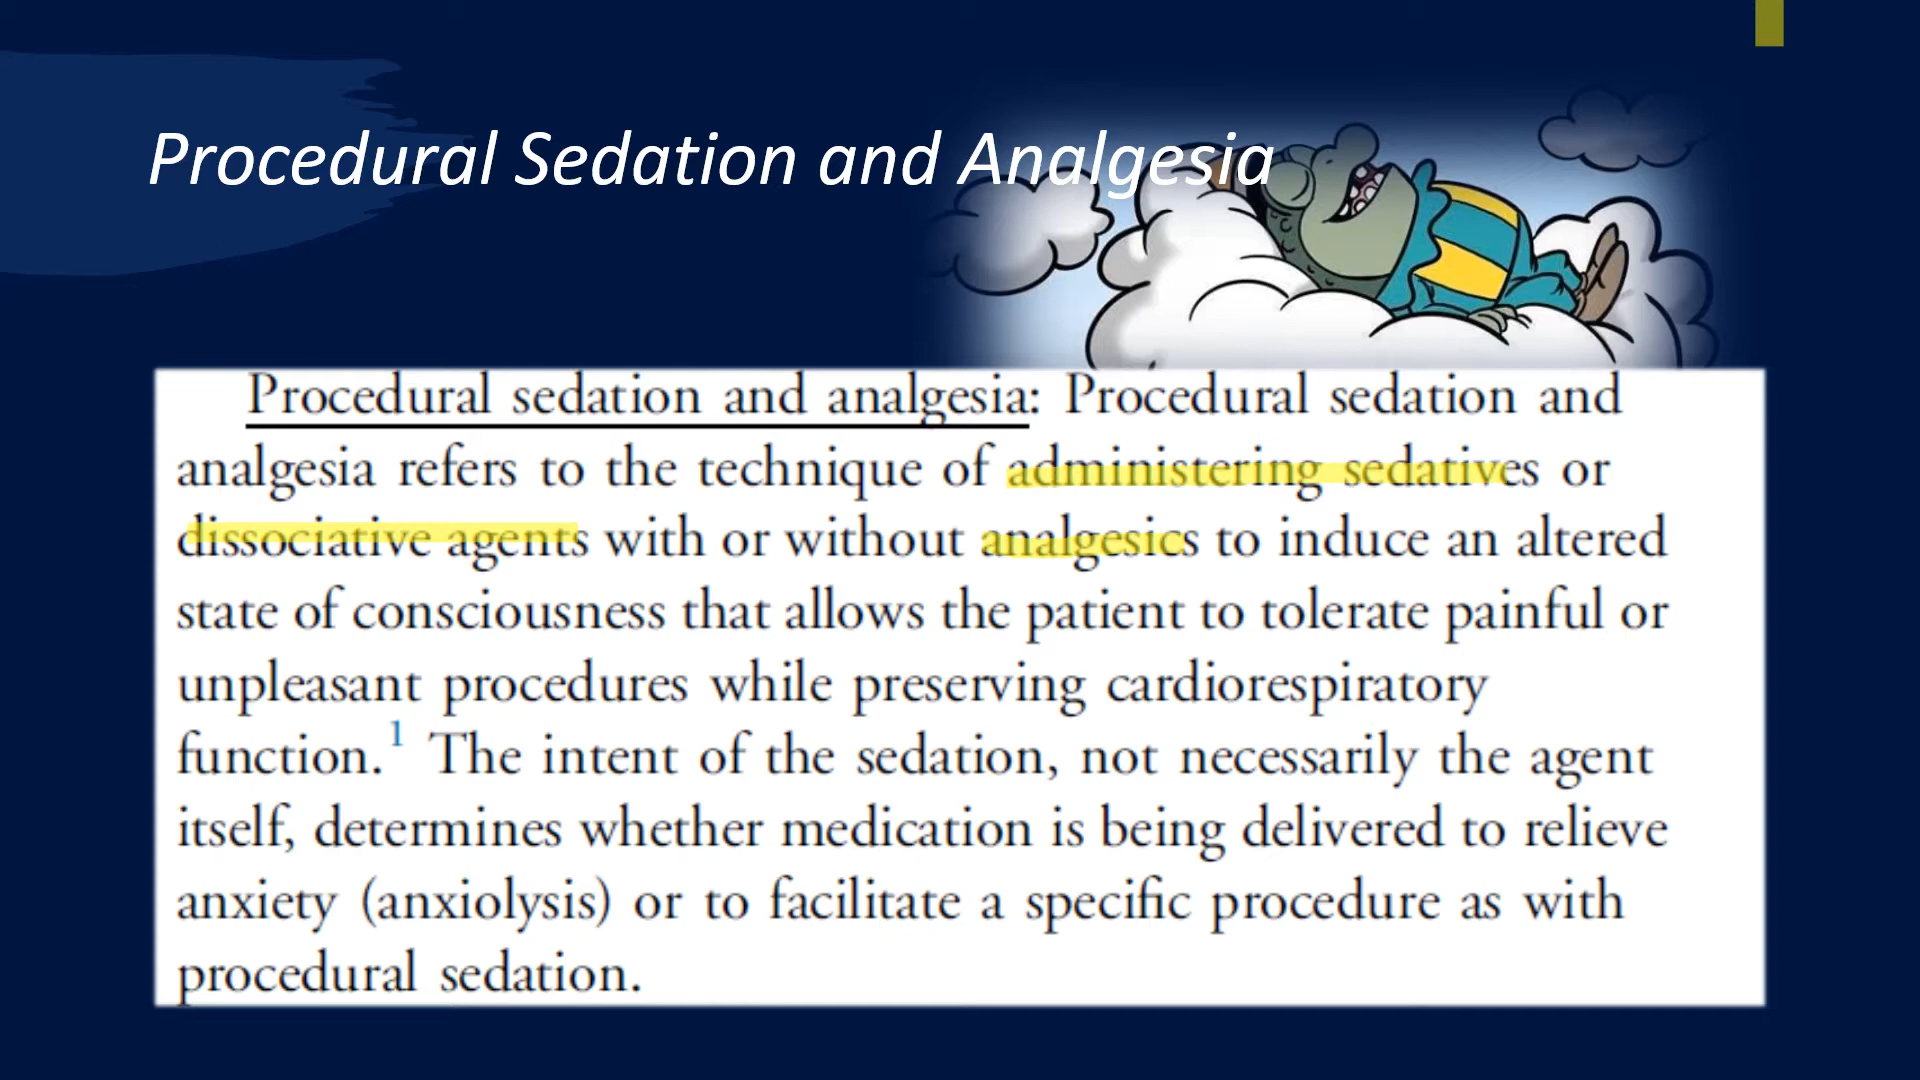 Procedural Sedation and Analgesia
Procedural sedation and analgesia: Procedural sedation and
analgesia refers to the technique of administering sedatives or
dissociative agents with or without analgesics to induce an altered
state of consciousness that allows the patient to tolerate painful or
unpleasant procedures while preserving cardiorespiratory
function.1 The intent of the sedation, not necessarily the agent
itself, determines whether medication is being delivered to relieve
anxiety (anxiolysis) or to facilitate a specific procedure as with
procedural sedation.